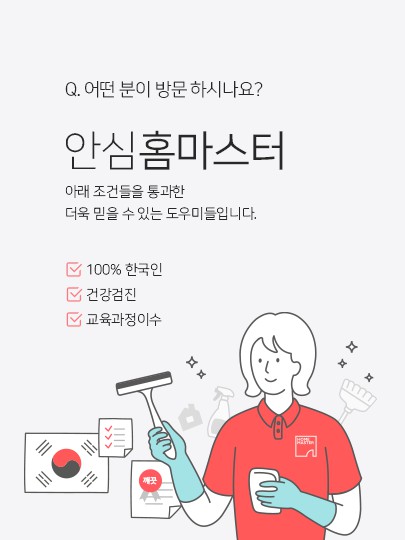 Q. 어떤 분이 방문 하시나요?
안심홈마스터
아래 조건들을 통과한
더욱 믿을 수 있는 도우미들입니다.
100% 한국인
건강검진
교육과정이수
HOME
MASTER
깨끗